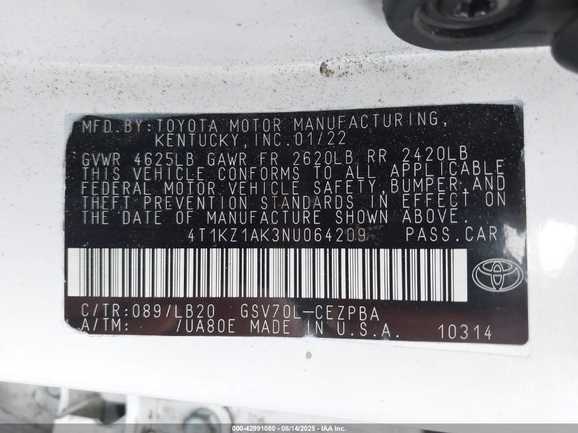 MFD.BY:TOYOTA MOTOR MANUFACTURING,
KENTUCKY,INC.01/22
GVWR 4625LB GAWR FR 2620LB RR 2420LB
THIS VEHICLE CONFORMS TO ALL APPLICABLE
FEDERAL MOTOR VEHICLE SAFETY,BUMPER,AND
THEFT PREVENTION STANDARDS IN EFFECT ON
THE DATE OF MANUFACTURE SHOWN ABOVE.
4T1KZ1AK3NU064209 PASS.CAR
C/TR:089/LB20 GSV70L-CEZPBA
A/TM: /UA80E MADE IN U.S.A. 10314
000-42991080 - 08/14/2025 - IAA Inc.